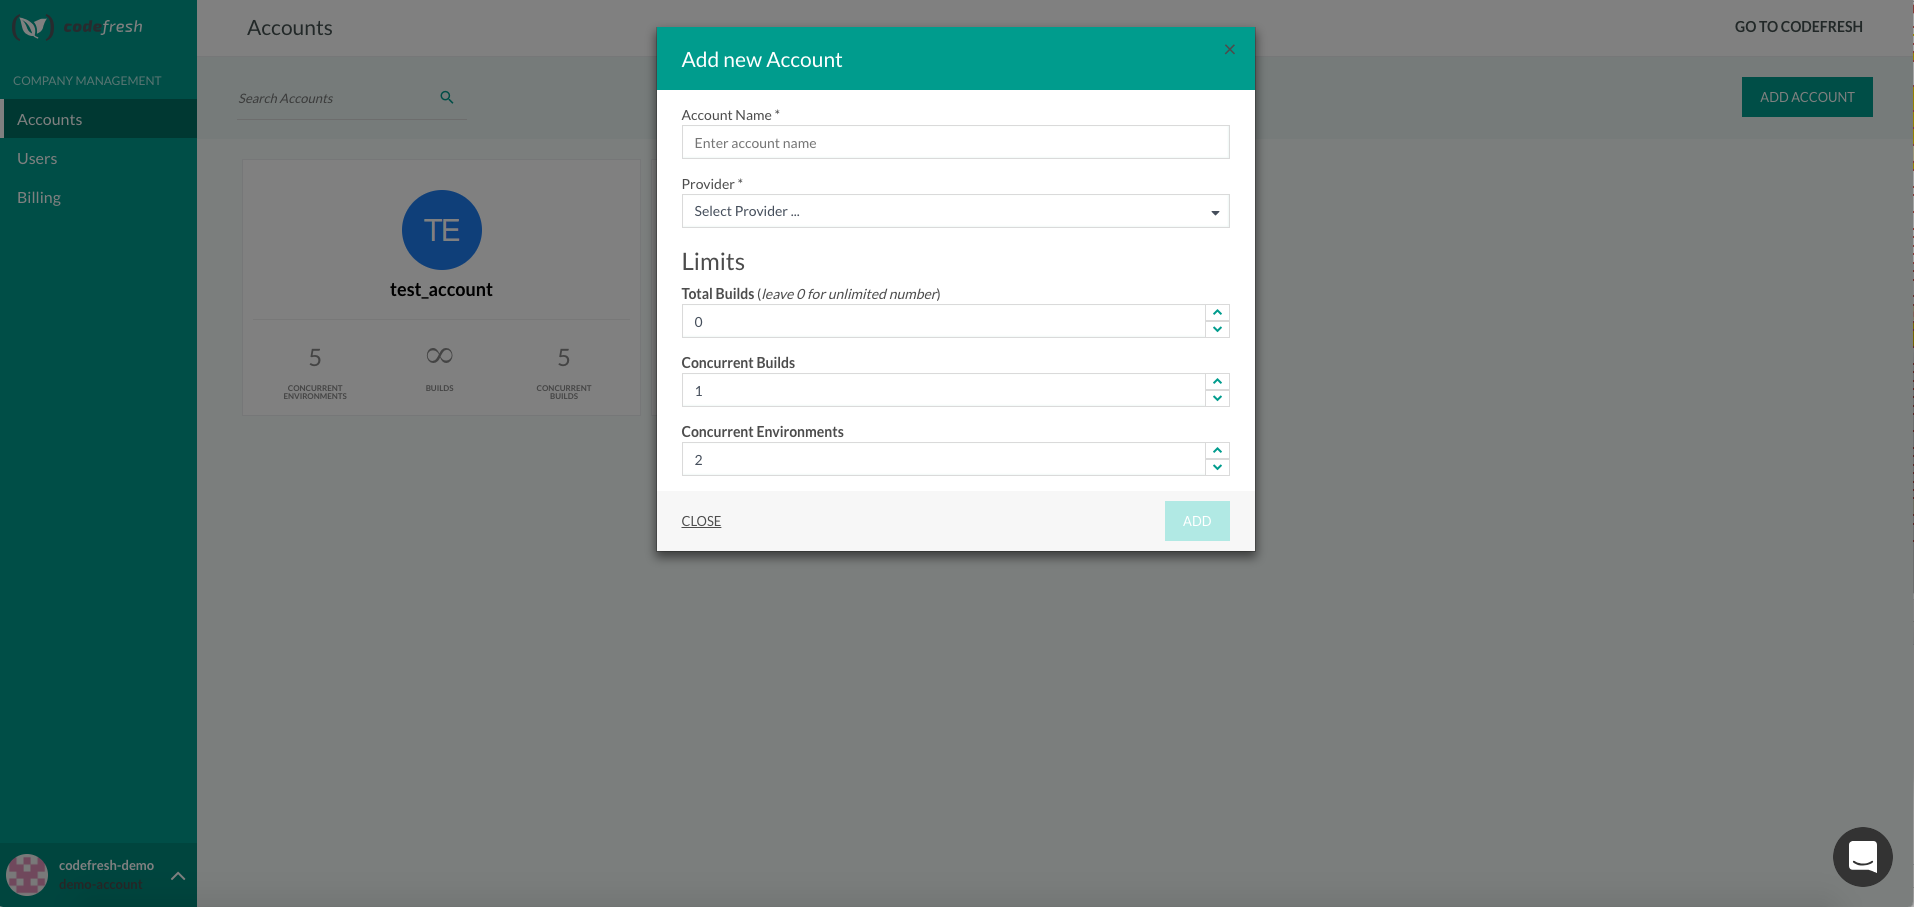 codefresh
COMPANY MANAGEMENT
Accounts
Users
Billing
codefresh-demo
demo-account
Accounts
GO TO CODEFRESH
Search Accounts
ADD ACCOUNT
TE
test_account
5
∞
5
CONCURRENT
ENVIRONMENTS
BUILDS
CONCURRENT
BUILDS
Add new Account
Account Name *
Enter account name
Provider *
Select Provider ...
Limits
Total Builds (leave 0 for unlimited number)
0
Concurrent Builds
1
Concurrent Environments
2
CLOSE
ADD